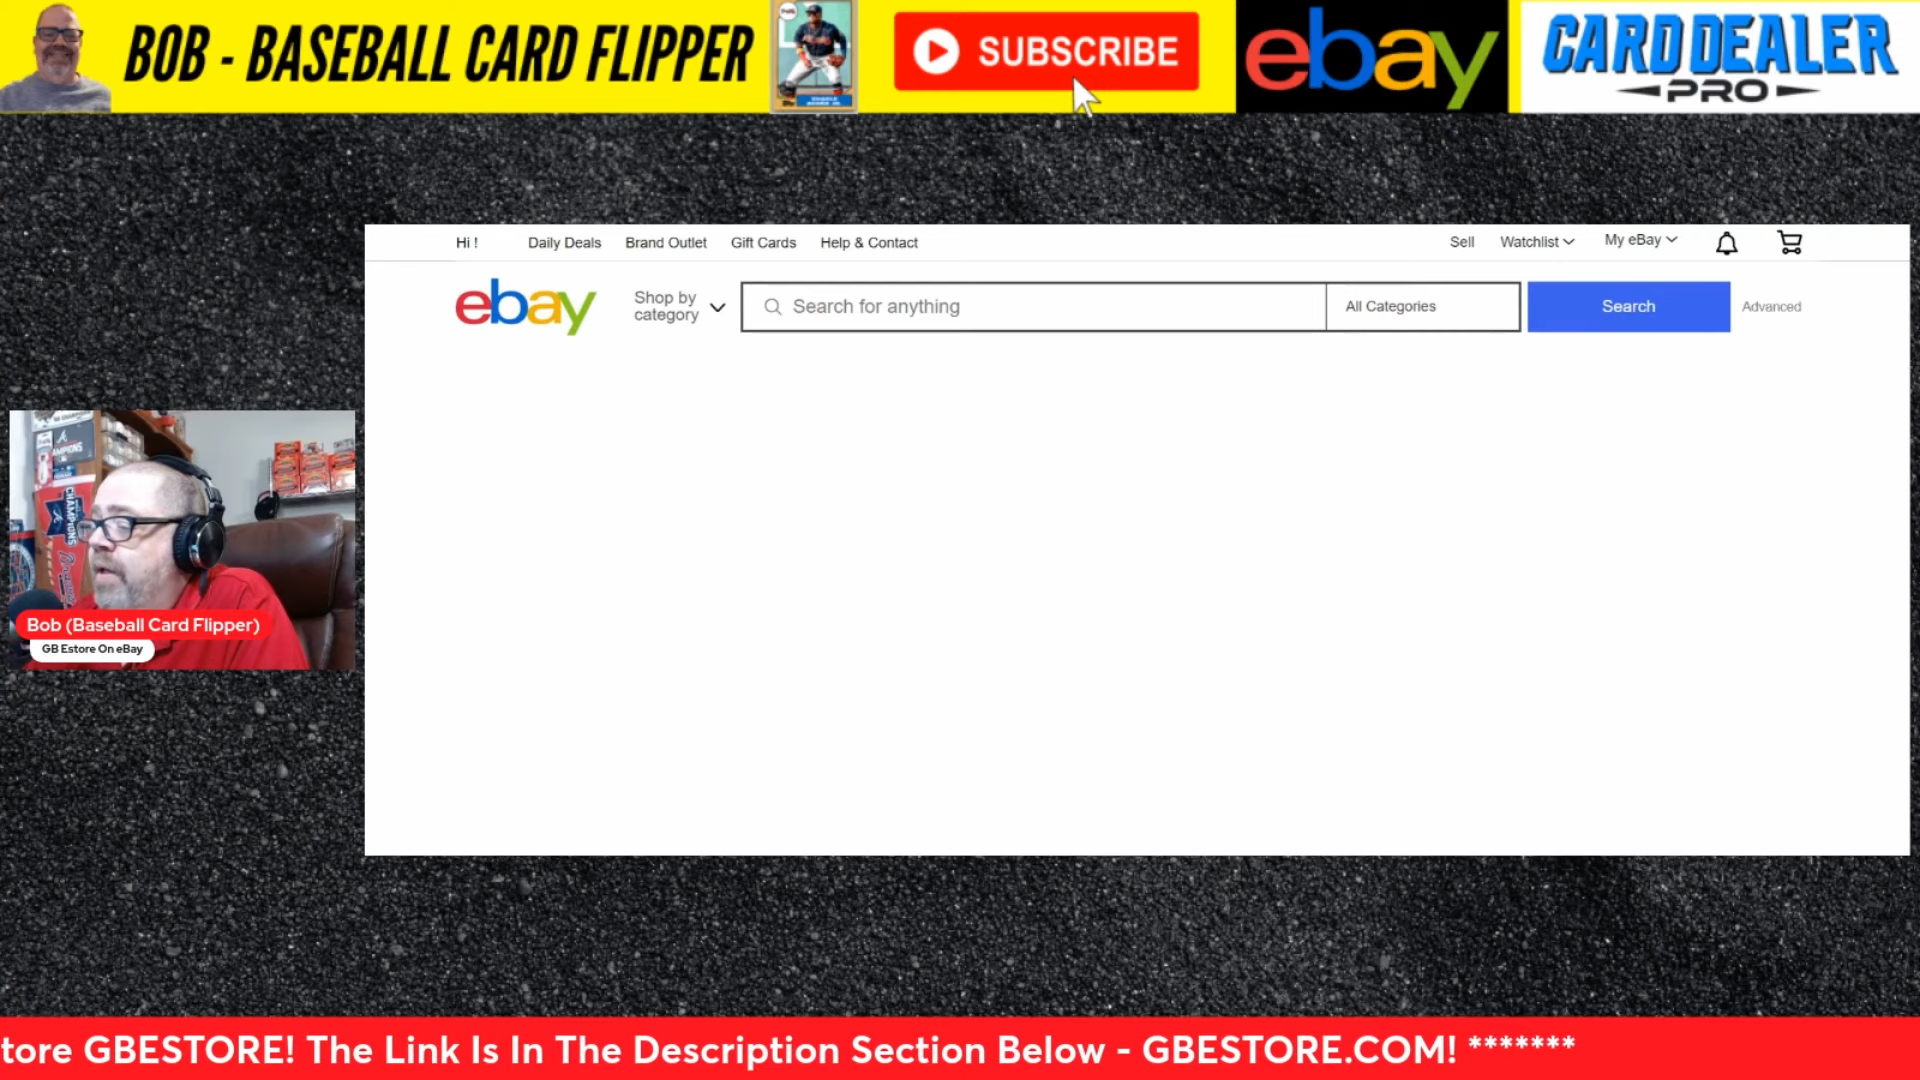 BOB - BASEBALL CARD FLIPPER
SUBSCRIBE
ebay
CARD DEALER
PRO
Hi !
Daily Deals
Brand Outlet
Gift Cards
Help & Contact
Sell
Watchlist
My eBay
ebay
Shop by
category
Search for anything
All Categories
Search
Advanced
CHAMPIONS
Bob (Baseball Card Flipper)
GB Estore On eBay
tore GBESTORE! The Link Is In The Description Section Below - GBESTORE.COM! *******